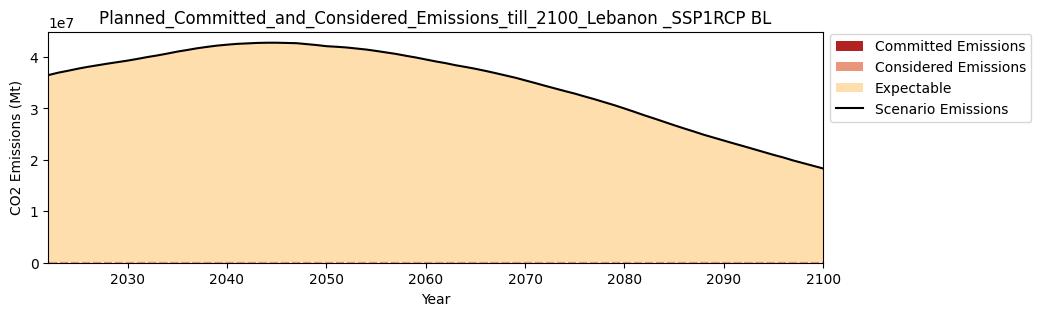 Planned_Committed_and_Considered_Emissions_till_2100_Lebanon _SSP1RCP BL
1e7
CO2 Emissions (Mt)
4
3
2
1
0
2030 2040 2050 2060 2070 2080 2090 2100
Year
Committed Emissions
Considered Emissions
Expectable
Scenario Emissions